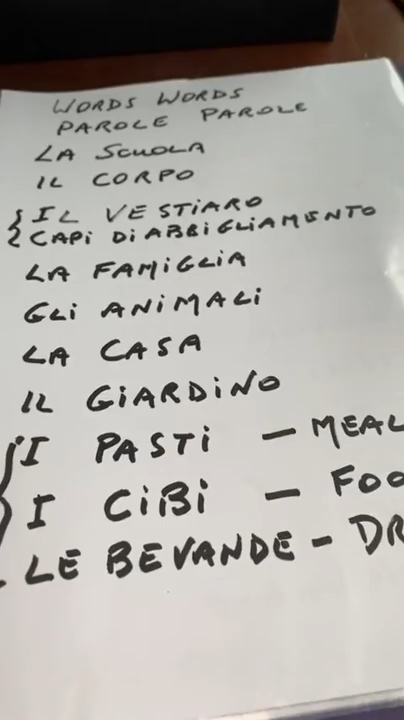 WORDS WORDS
PAROLE PAROLE
LA SCUOLA
IL CORPO
IL VESTIARO
CAPI DI ABBIGLIAMENTO
LA FAMIGLIA
GLI ANIMALI
LA CASA
IL GIARDINO
I PASTI - MEAL
I CIBI - FOO
LE BEVANDE - DR